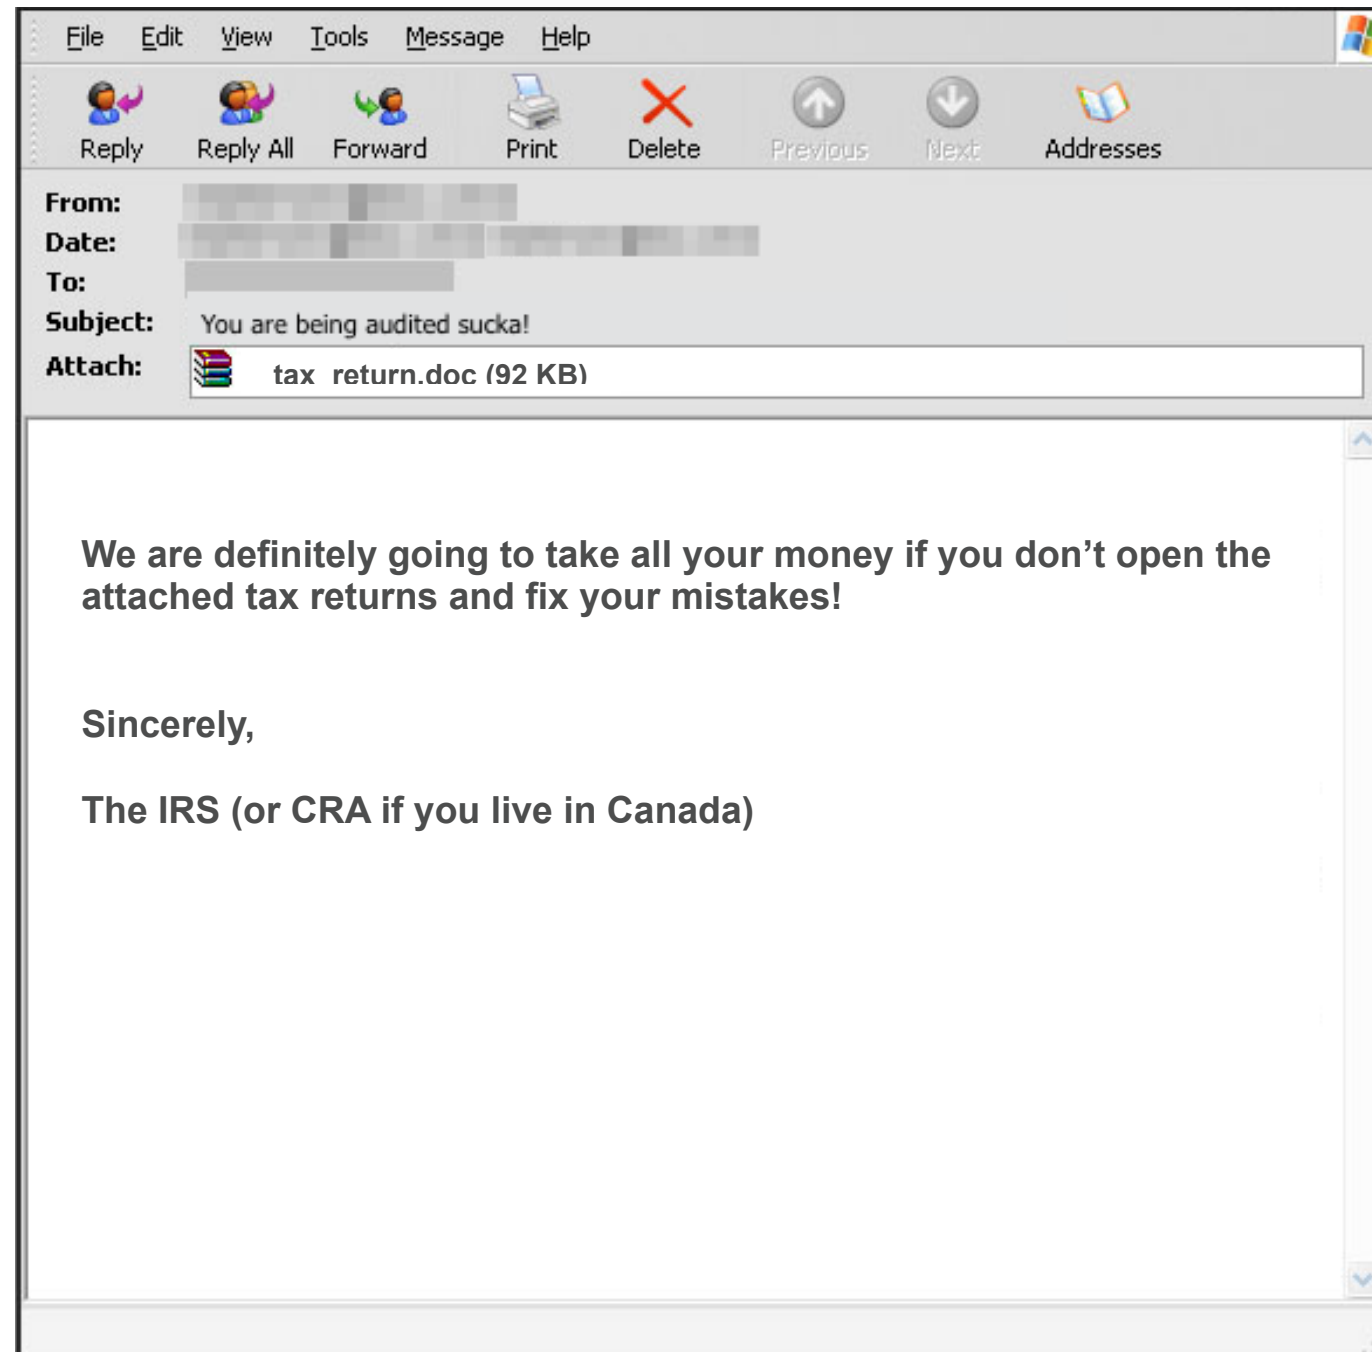 File Edit View Tools Message Help
Reply Reply All Forward Print Delete Previous Next Addresses
From:
Date:
To:
Subject: You are being audited sucka!
Attach: tax_return.doc (92 KB)
We are definitely going to take all your money if you don’t open the
attached tax returns and fix your mistakes!
Sincerely,
The IRS (or CRA if you live in Canada)